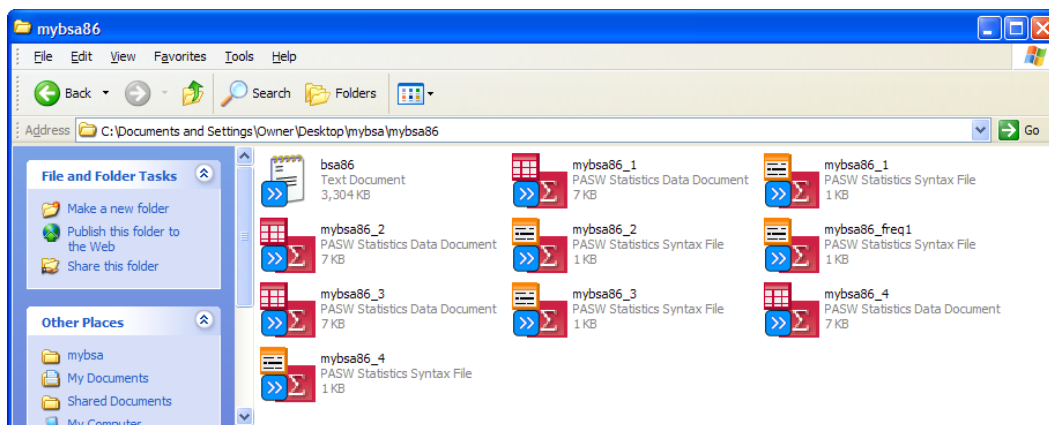 mybsa86
File Edit View Favorites Tools Help
Back Search Folders
Address C:\Documents and Settings\Owner\Desktop\mybsa\mybsa86 Go
File and Folder Tasks
Make a new folder
Publish this folder to
the Web
Share this folder
Other Places
mybsa
My Documents
Shared Documents
My Computer
bsa86
Text Document
3,304 KB
mybsa86_1
PASW Statistics Data Document
7 KB
mybsa86_1
PASW Statistics Syntax File
1 KB
mybsa86_2
PASW Statistics Data Document
7 KB
mybsa86_2
PASW Statistics Syntax File
1 KB
mybsa86_freq1
PASW Statistics Syntax File
1 KB
mybsa86_3
PASW Statistics Data Document
7 KB
mybsa86_3
PASW Statistics Syntax File
1 KB
mybsa86_4
PASW Statistics Data Document
7 KB
mybsa86_4
PASW Statistics Syntax File
1 KB